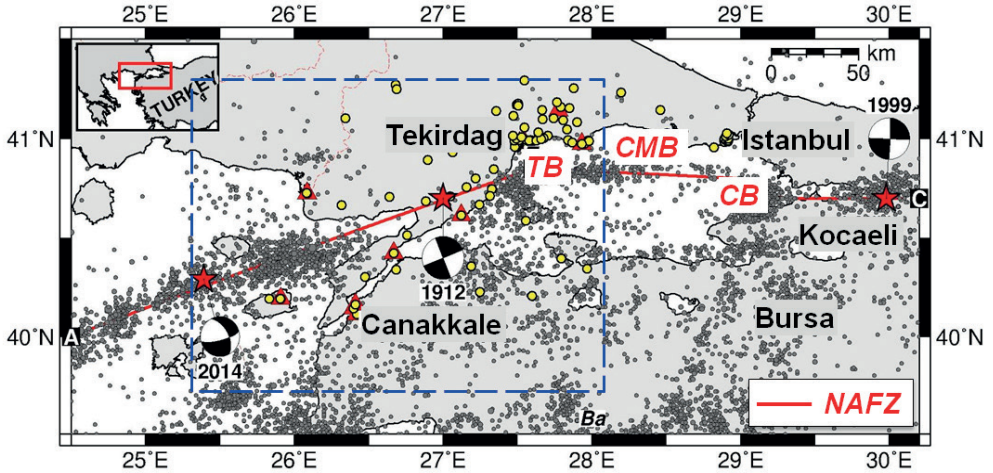 25°E 26°E 27°E 28°E 29°E 30°E
km
0 50
TURKEY
1999
41°N Tekirdag CMB Istanbul 41°N
TB
CB
C
Kocaeli
1912
Canakkale Bursa
40°N A 40°N
2014
NAFZ
Ba
25°E 26°E 27°E 28°E 29°E 30°E